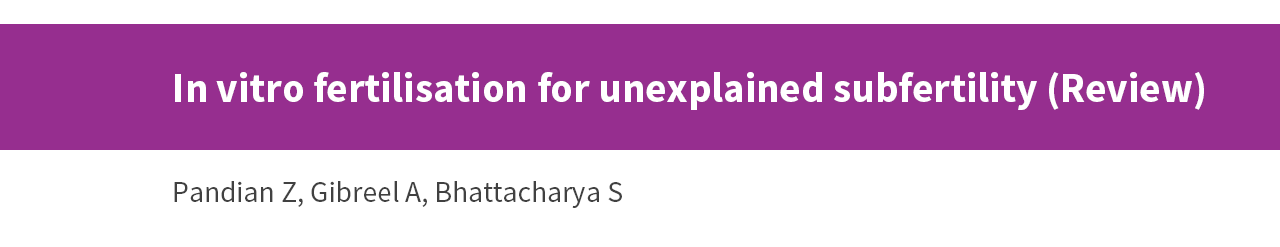 In vitro fertilisation for unexplained subfertility (Review)
Pandian Z, Gibreel A, Bhattacharya S